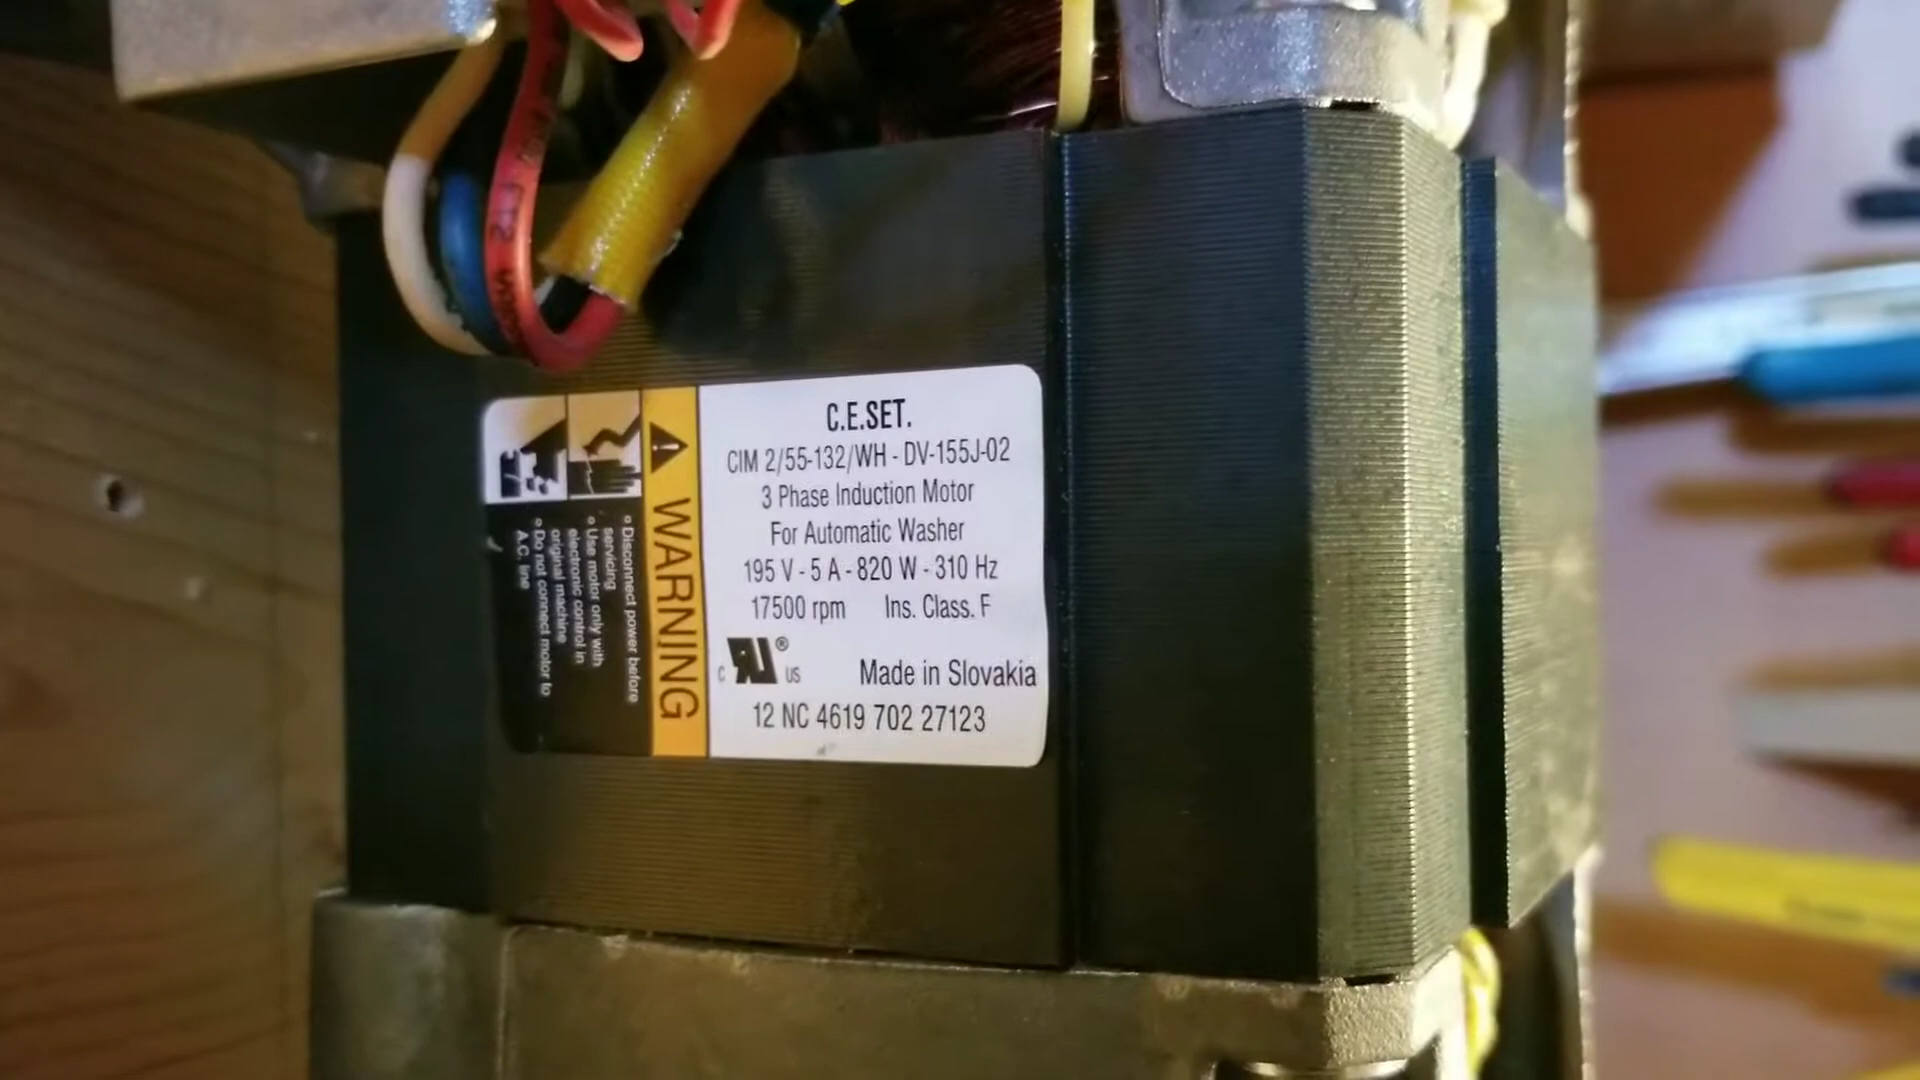 C.E.SET.
CIM 2/55-132/WH - DV-155J-02
3 Phase Induction Motor
For Automatic Washer
195 V - 5 A - 820 W - 310 Hz
17500 rpm Ins. Class. F
c RU ® US
Made in Slovakia
12 NC 4619 702 27123
WARNING
o Disconnect power before
servicing
o Use motor only with
electronic control in
original machine
o Do not connect motor to
A.C. line